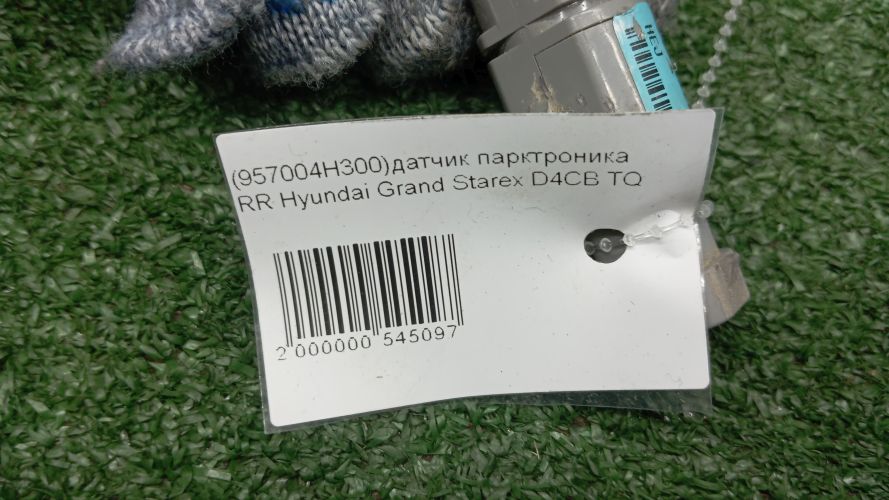 (957004H300)датчик парктроника
RR Hyundai Grand Starex D4CB TQ
2 000000 545097